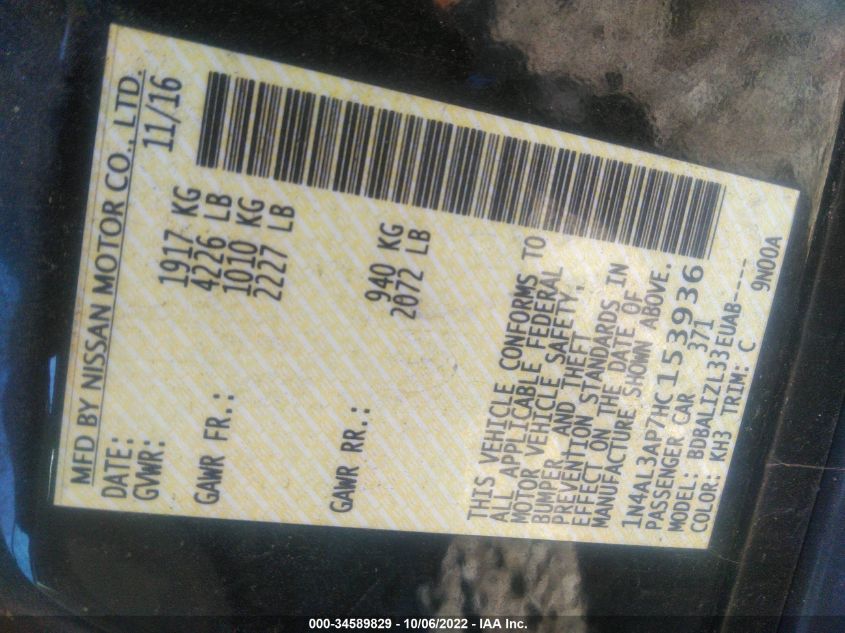 MFD BY NISSAN MOTOR CO., LTD.
DATE: 11/16
GVWR: 1917 KG
4226 LB
GAWR FR.: 1010 KG
2227 LB
GAWR RR.: 940 KG
2072 LB
THIS VEHICLE CONFORMS TO
ALL APPLICABLE FEDERAL
MOTOR VEHICLE SAFETY,
BUMPER, AND THEFT
PREVENTION STANDARDS IN
EFFECT ON THE DATE OF
MANUFACTURE SHOWN ABOVE.
1N4AL3AP7HC153936
PASSENGER CAR 371
MODEL: BDBALIZL33EUAB----
COLOR: KH3 TRIM: C 9N00A
000-34589829 - 10/06/2022 - IAA Inc.